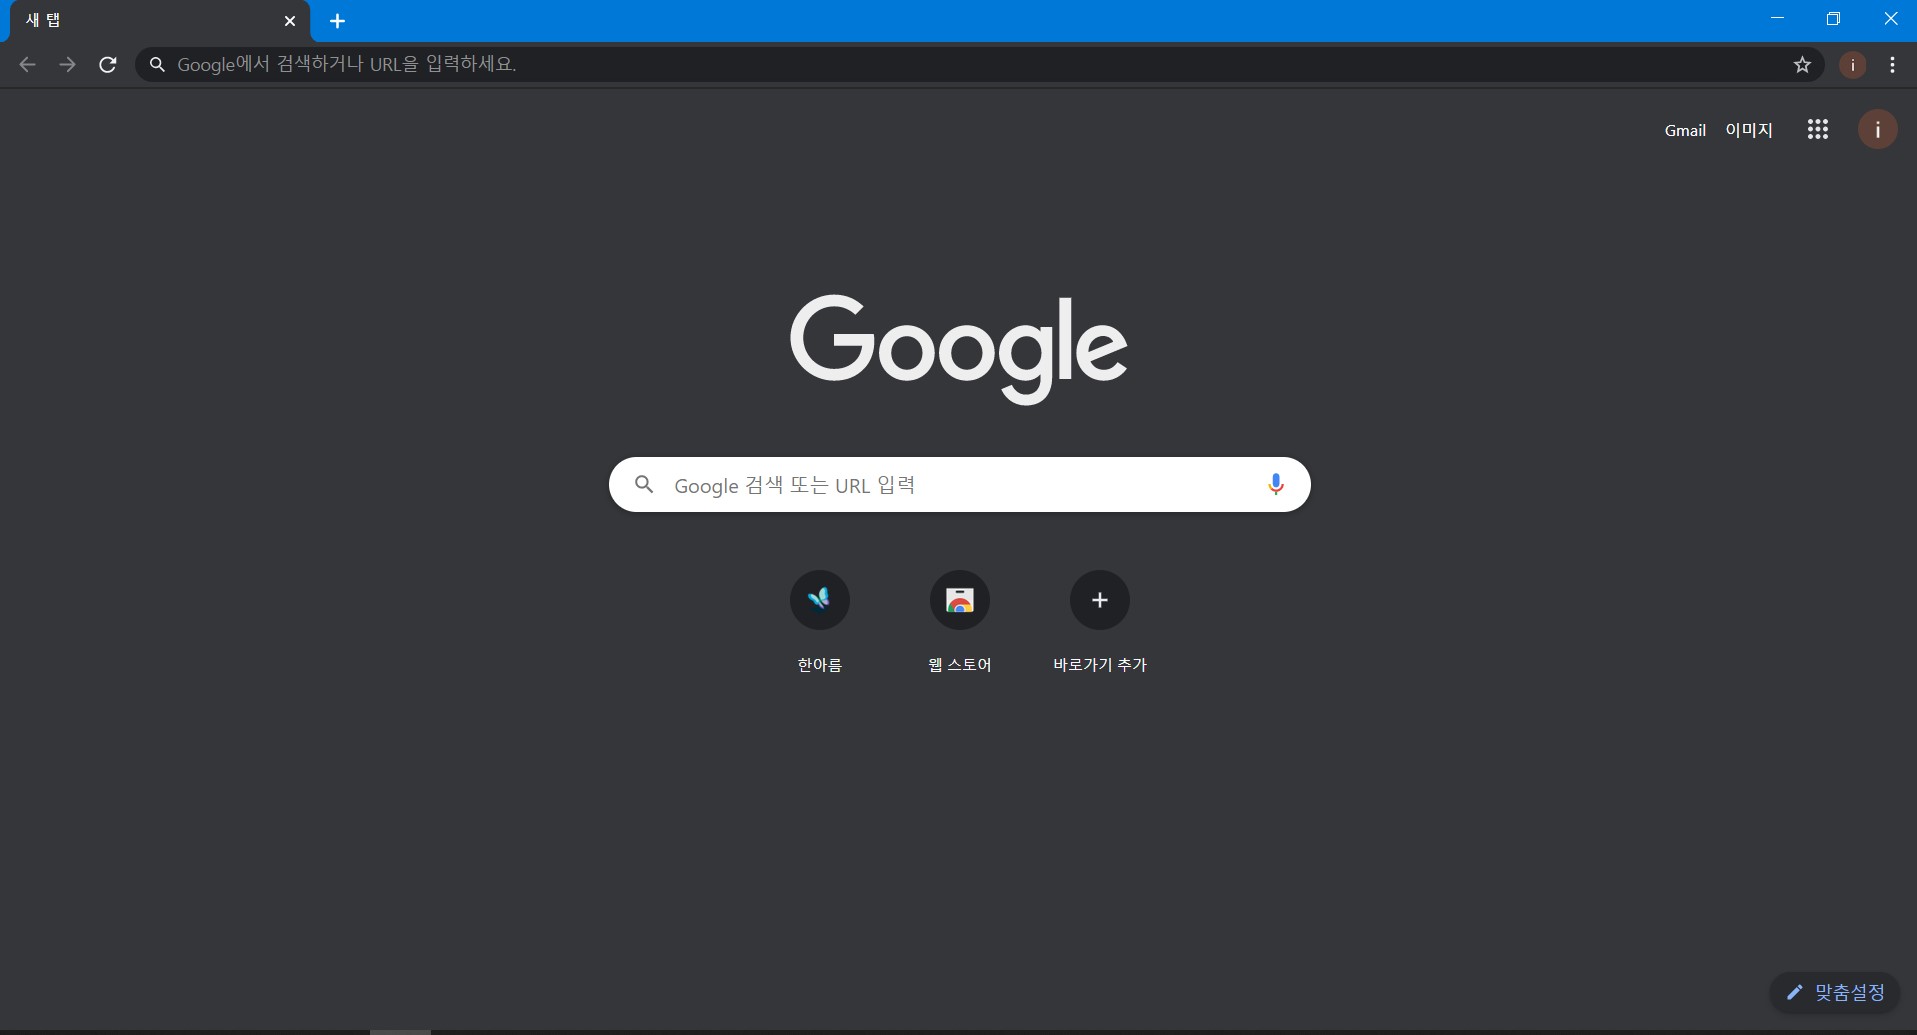 새 탭
Google에서 검색하거나 URL을 입력하세요.
i
Gmail 이미지 i
Google
Google 검색 또는 URL 입력
한아름 웹 스토어 바로가기 추가
맞춤설정